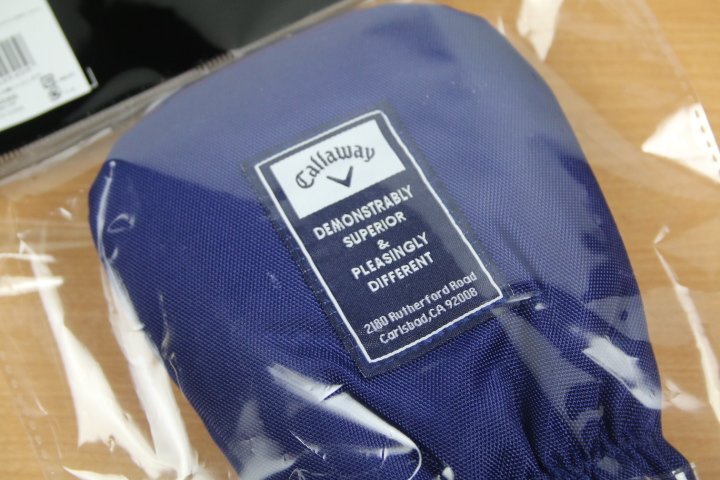 Callaway
DEMONSTRABLY
SUPERIOR
&
PLEASINGLY
DIFFERENT
2180 Rutherford Road
Carlsbad,CA 92008